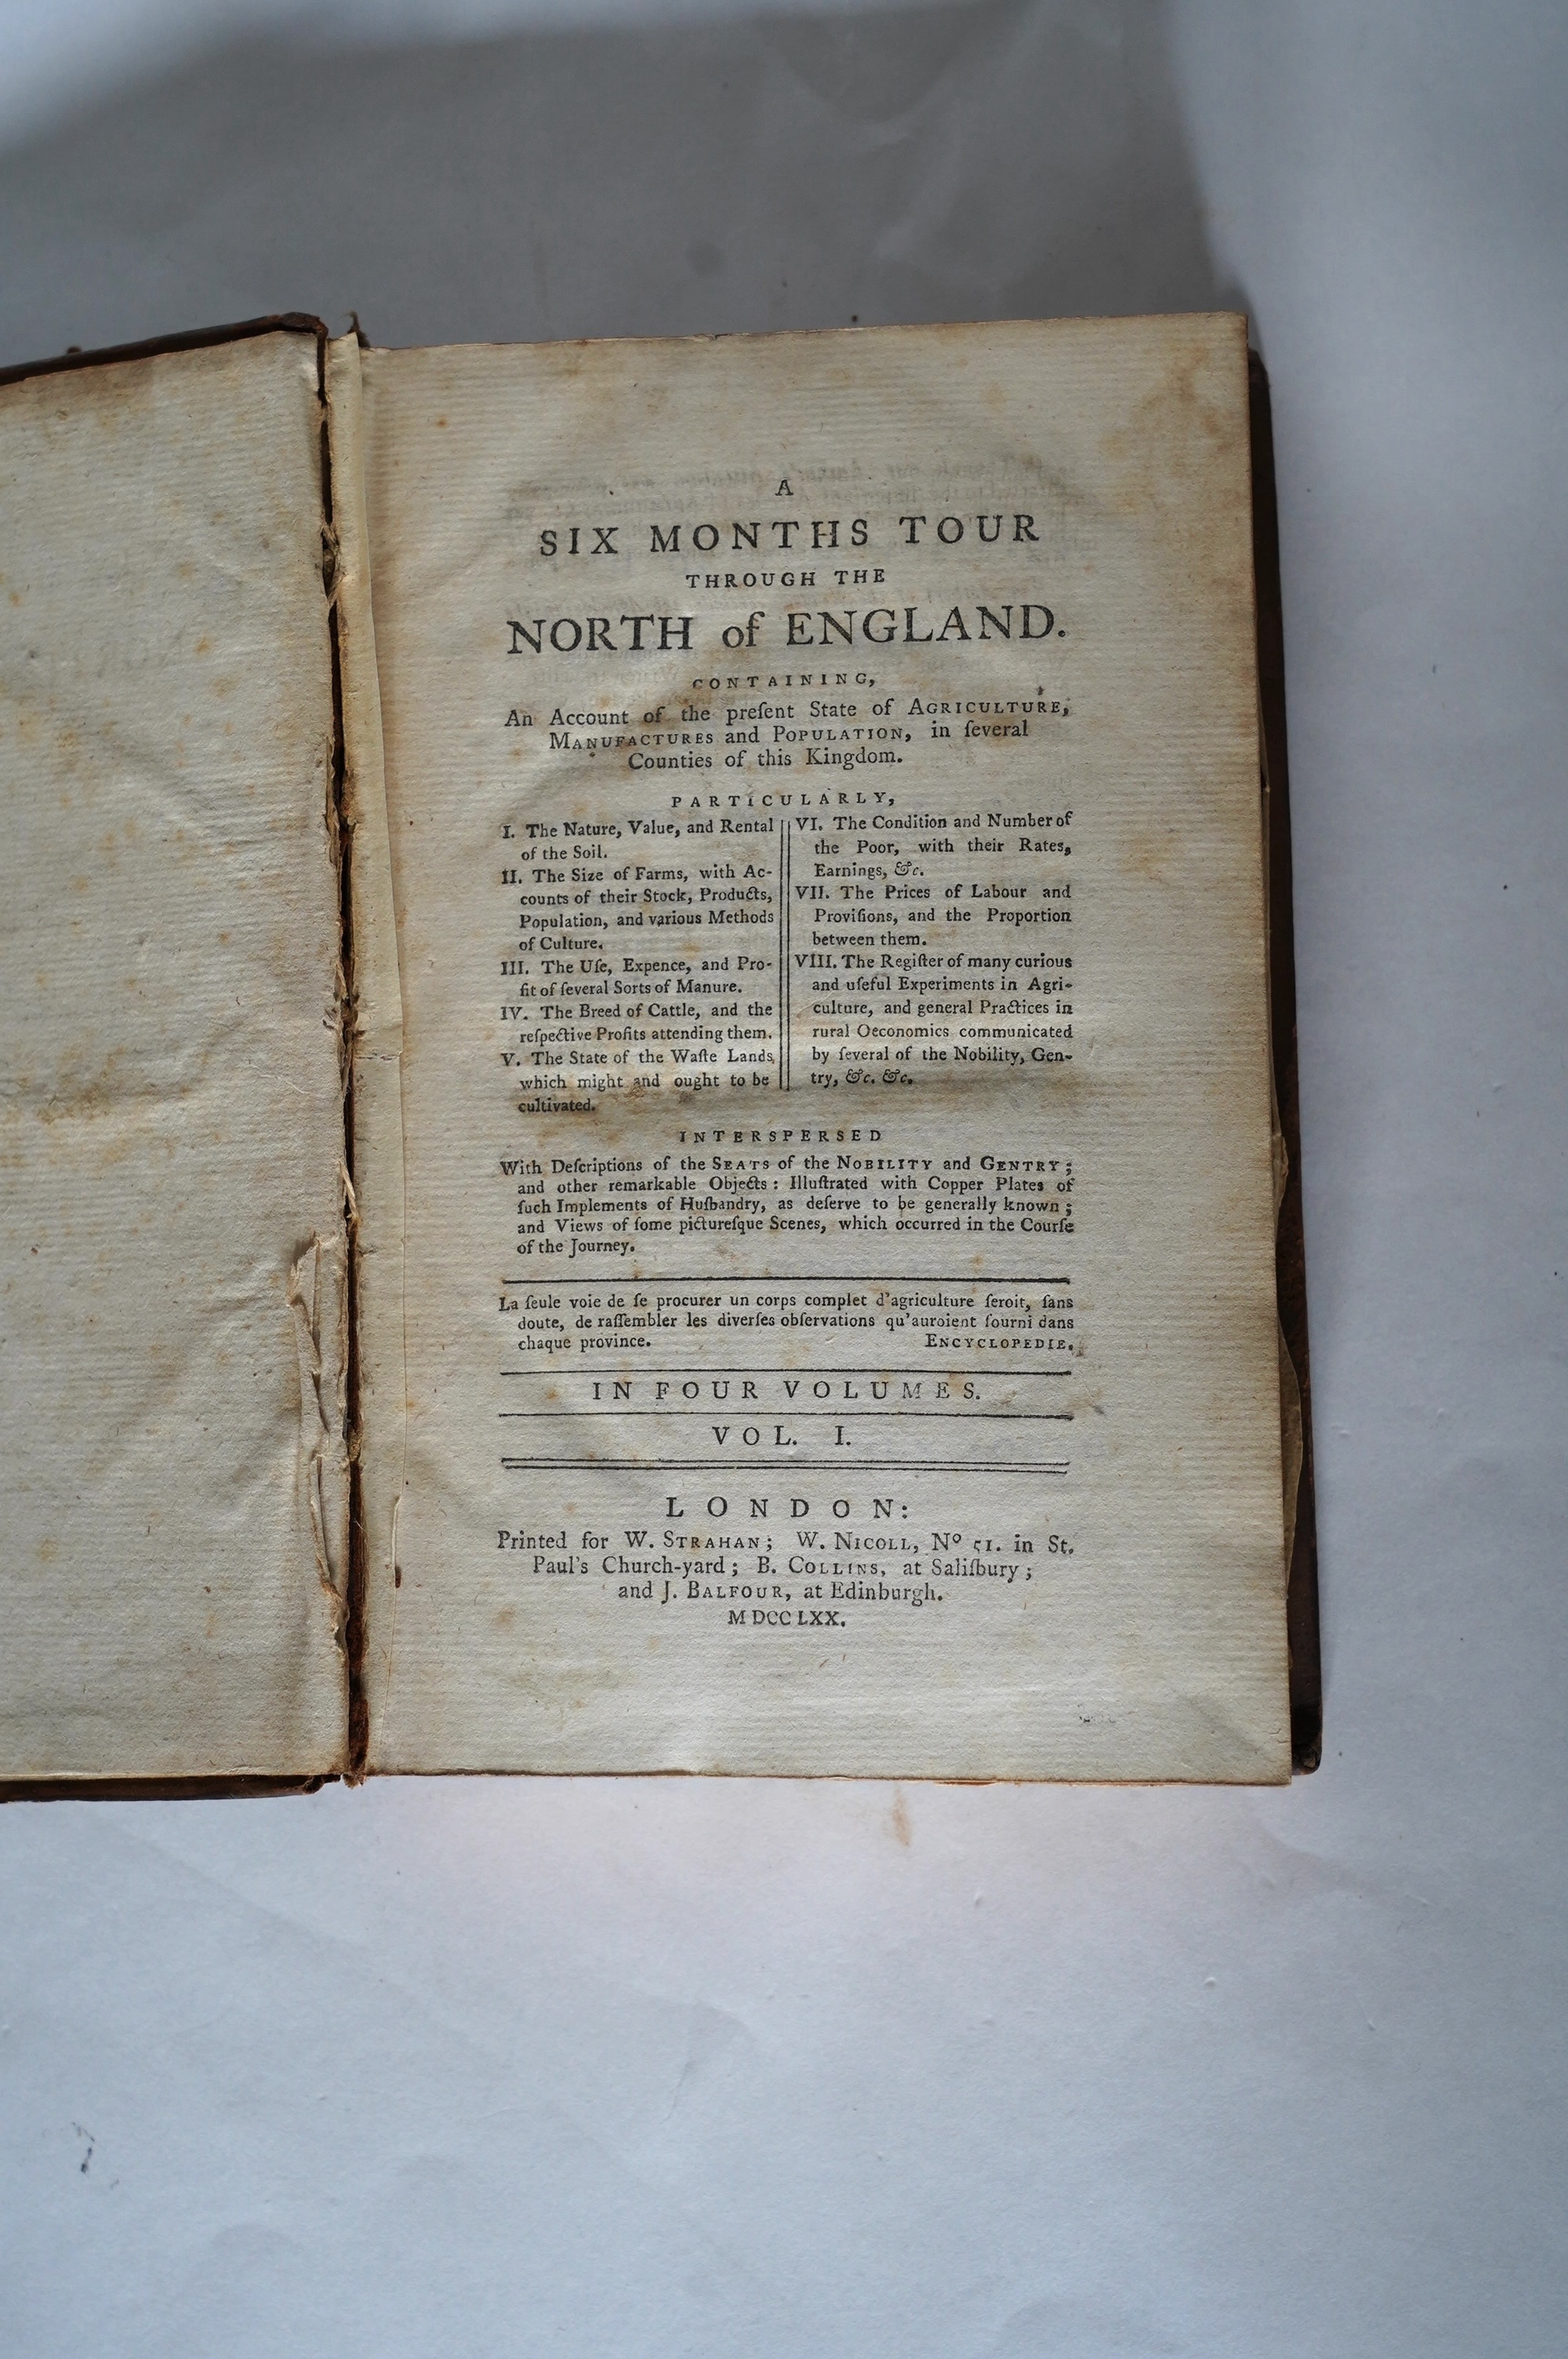 A
SIX MONTHS TOUR
THROUGH THE
NORTH of ENGLAND.
CONTAINING,
An Account of the preſent State of AGRICULTURE,
MANUFACTURES and POPULATION, in ſeveral
Counties of this Kingdom.
PARTICULARLY,
I. The Nature, Value, and Rental
of the Soil.
II. The Size of Farms, with Ac-
counts of their Stock, Products,
Population, and various Methods
of Culture.
III. The Uſe, Expence, and Pro-
fit of ſeveral Sorts of Manure.
IV. The Breed of Cattle, and the
reſpective Profits attending them.
V. The State of the Waſte Lands,
which might and ought to be
cultivated.
VI. The Condition and Number of
the Poor, with their Rates,
Earnings, &c.
VII. The Prices of Labour and
Proviſions, and the Proportion
between them.
VIII. The Regiſter of many curious
and uſeful Experiments in Agri-
culture, and general Practices in
rural Oeconomics communicated
by ſeveral of the Nobility, Gen-
try, &c. &c.
INTERSPERSED
With Deſcriptions of the SEATS of the NOBILITY and GENTRY;
and other remarkable Objects: Illuſtrated with Copper Plates of
ſuch Implements of Huſbandry, as deſerve to be generally known;
and Views of ſome pictureſque Scenes, which occurred in the Courſe
of the Journey.
La ſeule voie de ſe procurer un corps complet d'agriculture ſeroit, ſans
doute, de raſſembler les diverſes obſervations qu'auroient fourni dans
chaque province. ENCYCLOPEDIE.
IN FOUR VOLUMES.
VOL. I.
LONDON:
Printed for W. STRAHAN; W. NICOLL, Nº 51. in St.
Paul's Church-yard; B. COLLINS, at Saliſbury;
and J. BALFOUR, at Edinburgh.
MDCCLXX.